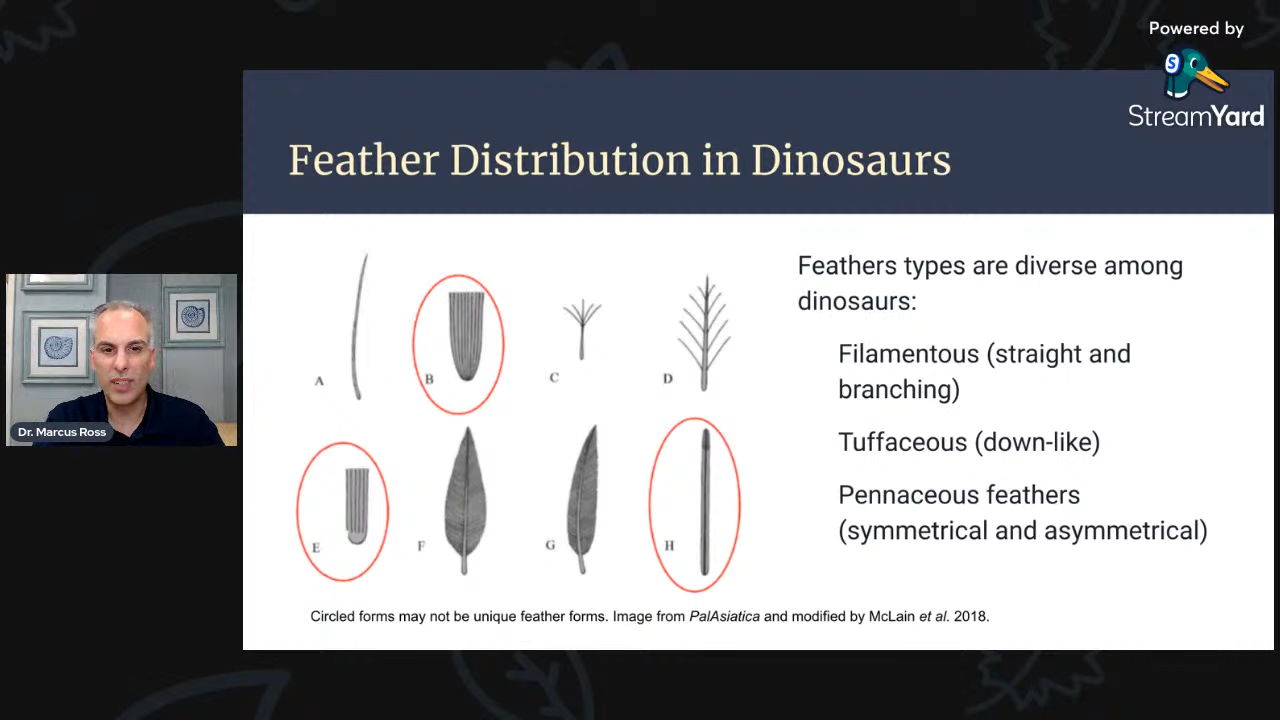 Powered by
S
StreamYard
Feather Distribution in Dinosaurs
Dr. Marcus Ross
A
B
C
D
E
F
G
H
Feathers types are diverse among
dinosaurs:
Filamentous (straight and
branching)
Tuffaceous (down-like)
Pennaceous feathers
(symmetrical and asymmetrical)
Circled forms may not be unique feather forms. Image from PalAsiatica and modified by McLain et al. 2018.